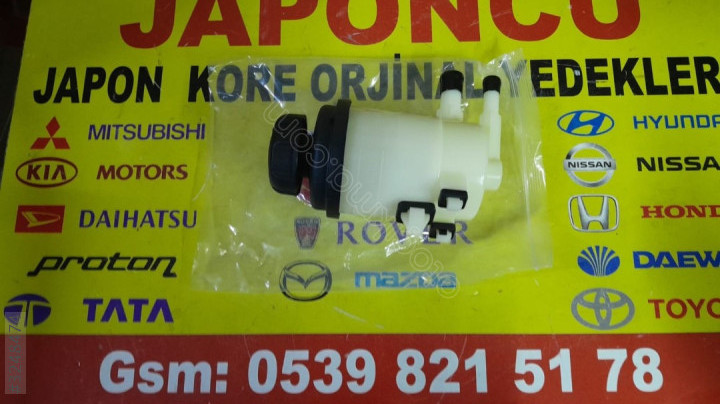 JAPONCU
JAPON KORE ORJİNAL YEDEKLER
MITSUBISHI
HYUNDA
KIA MOTORS
NISSAN
DAIHATSU
HOND
ROVER
proton
DAEW
mazda
TATA
TOYO
Gsm: 0539 821 51 78